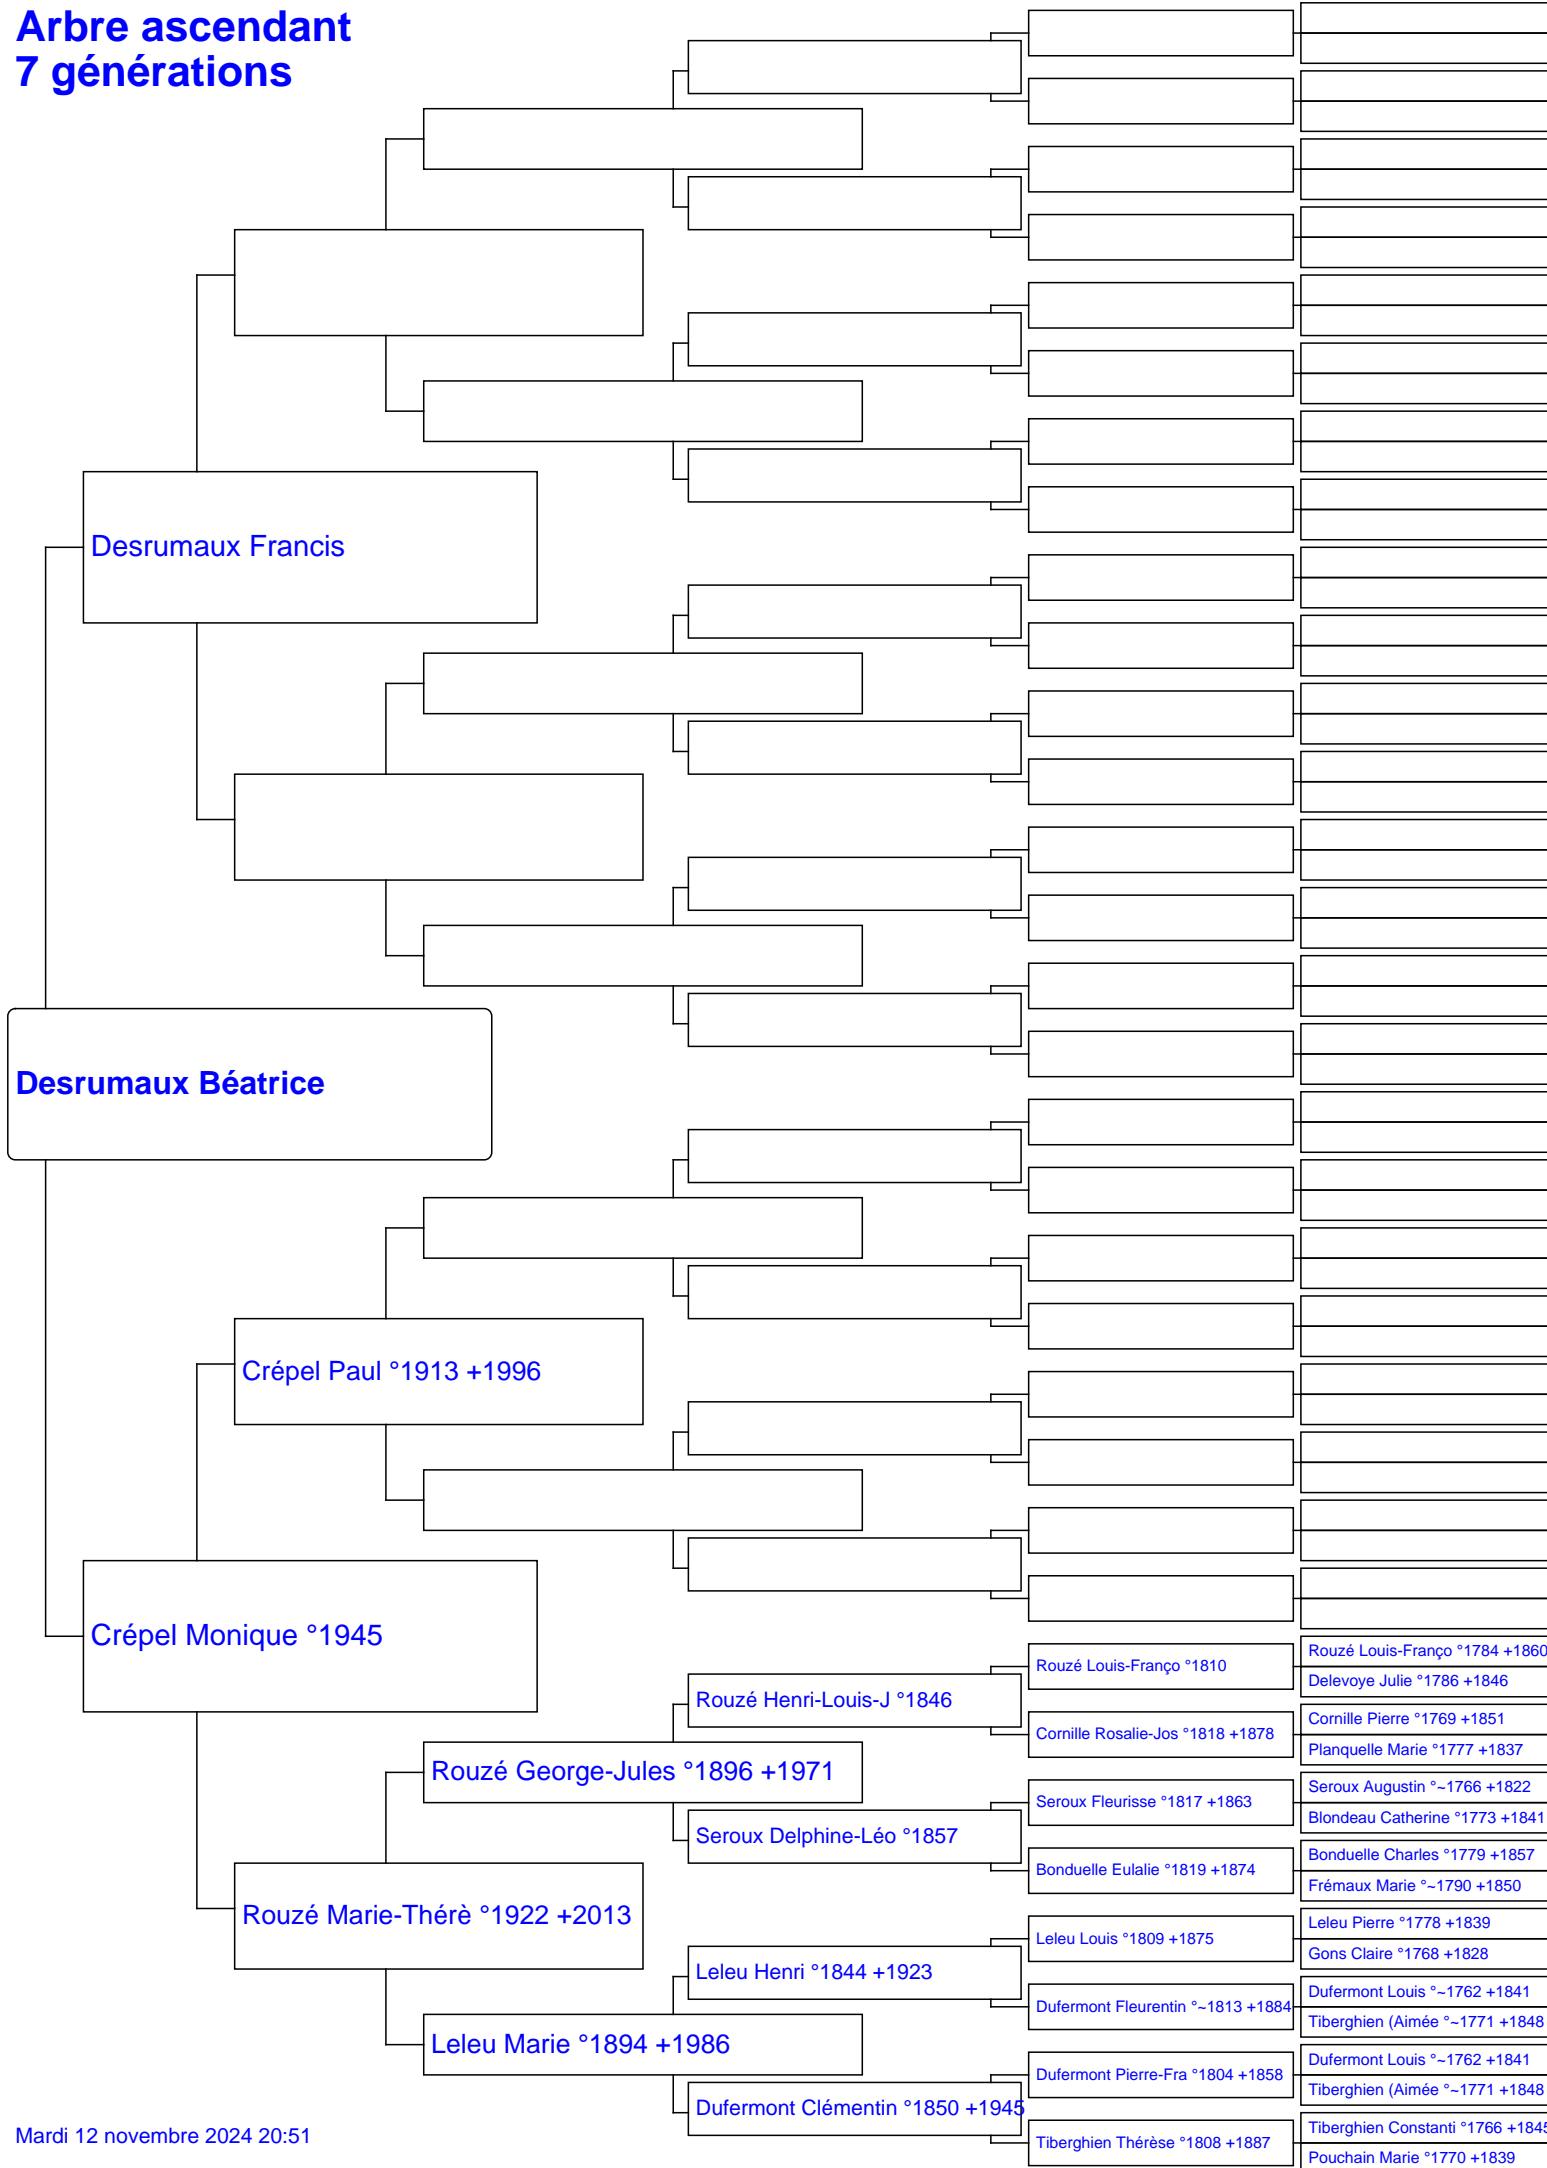 Arbre ascendant
7 générations
Desrumaux Francis
Desrumaux Béatrice
Crépel Paul °1913 +1996
Crépel Monique °1945
Rouzé Marie-Thérè °1922 +2013
Rouzé George-Jules °1896 +1971
Leleu Marie °1894 +1986
Rouzé Henri-Louis-J °1846
Seroux Delphine-Léo °1857
Leleu Henri °1844 +1923
Dufermont Clémentin °1850 +1945
Rouzé Louis-Franço °1810
Cornille Rosalie-Jos °1818 +1878
Seroux Fleurisse °1817 +1863
Bonduelle Eulalie °1819 +1874
Leleu Louis °1809 +1875
Dufermont Fleurentin °~1813 +1884
Dufermont Pierre-Fra °1804 +1858
Tiberghien Thérèse °1808 +1887
Rouzé Louis-Franço °1784 +1860
Delevoye Julie °1786 +1846
Cornille Pierre °1769 +1851
Planquelle Marie °1777 +1837
Seroux Augustin °~1766 +1822
Blondeau Catherine °1773 +1841
Bonduelle Charles °1779 +1857
Frémaux Marie °~1790 +1850
Leleu Pierre °1778 +1839
Gons Claire °1768 +1828
Dufermont Louis °~1762 +1841
Tiberghien (Aimée °~1771 +1848
Dufermont Louis °~1762 +1841
Tiberghien (Aimée °~1771 +1848
Tiberghien Constanti °1766 +1845
Pouchain Marie °1770 +1839
Mardi 12 novembre 2024 20:51